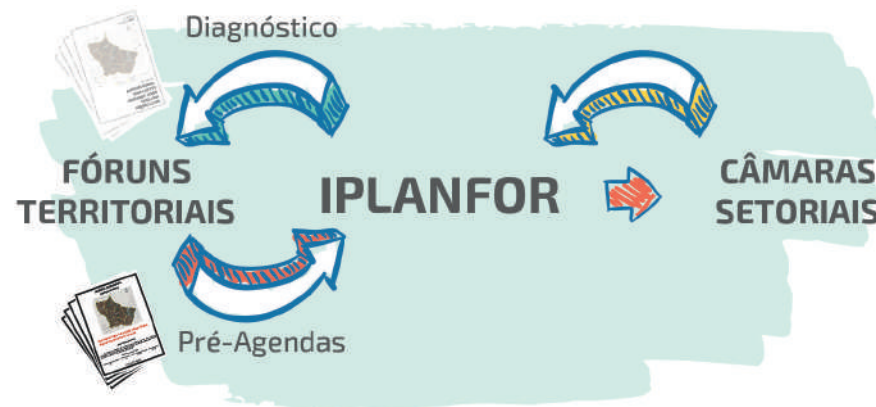 Diagnóstico
FÓRUNS
TERRITORIAIS
IPLANFOR
CÂMARAS
SETORIAIS
Pré-Agendas